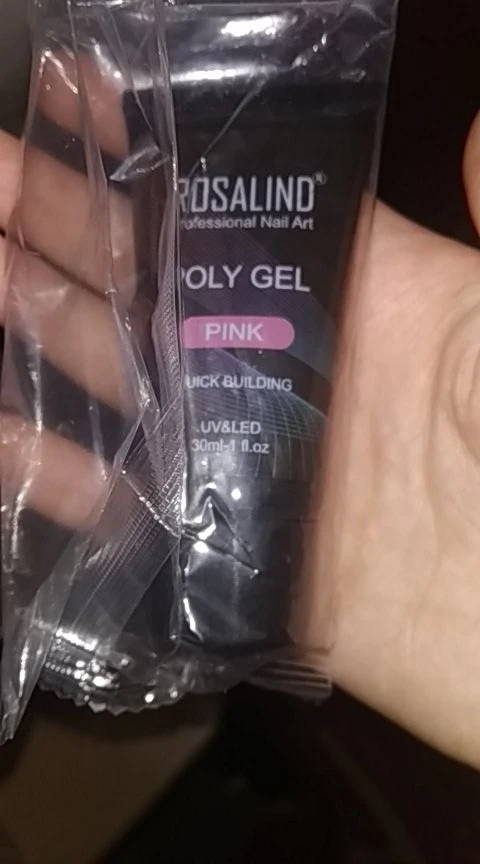 ROSALIND®
Professional Nail Art
POLY GEL
PINK
QUICK BUILDING
UV&LED
30ml-1 fl.oz